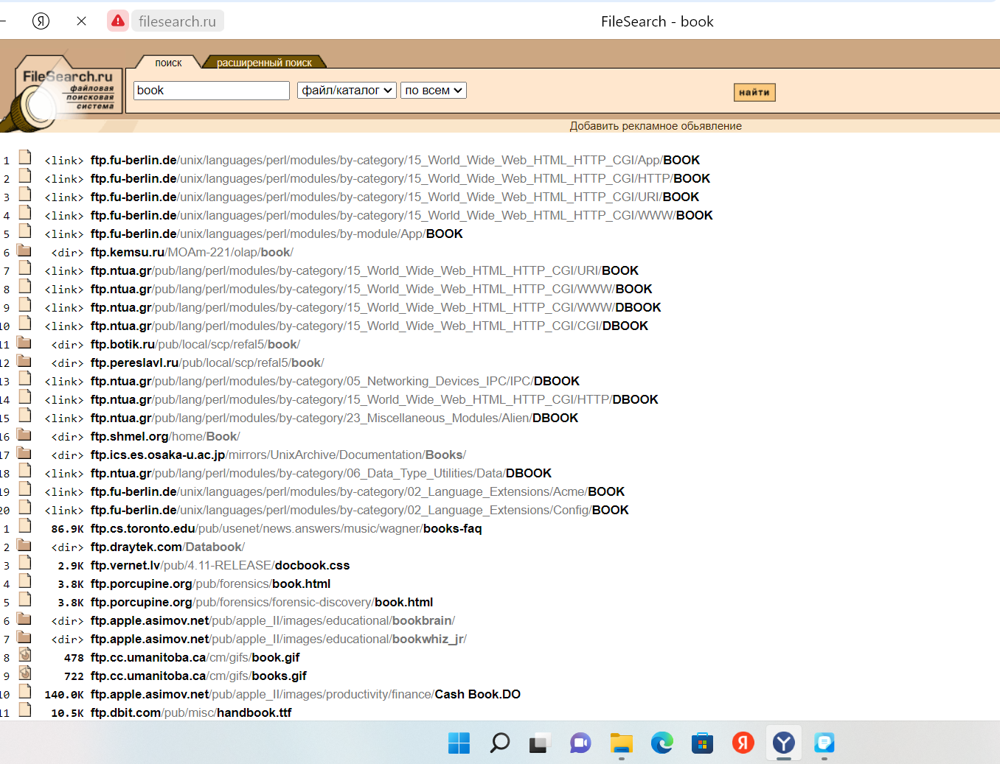 Я
filesearch.ru
FileSearch - book
FileSearch.ru
файловая
поисковая
система
поиск
расширенный поиск
book
файл/каталог
по всем
найти
Добавить рекламное обьявление
1 <link> ftp.fu-berlin.de/unix/languages/perl/modules/by-category/15_World_Wide_Web_HTML_HTTP_CGI/App/BOOK
2 <link> ftp.fu-berlin.de/unix/languages/perl/modules/by-category/15_World_Wide_Web_HTML_HTTP_CGI/HTTP/BOOK
3 <link> ftp.fu-berlin.de/unix/languages/perl/modules/by-category/15_World_Wide_Web_HTML_HTTP_CGI/URI/BOOK
4 <link> ftp.fu-berlin.de/unix/languages/perl/modules/by-category/15_World_Wide_Web_HTML_HTTP_CGI/WWW/BOOK
5 <link> ftp.fu-berlin.de/unix/languages/perl/modules/by-module/App/BOOK
6 <dir> ftp.kemsu.ru/MOAm-221/olap/book/
7 <link> ftp.ntua.gr/pub/lang/perl/modules/by-category/15_World_Wide_Web_HTML_HTTP_CGI/URI/BOOK
8 <link> ftp.ntua.gr/pub/lang/perl/modules/by-category/15_World_Wide_Web_HTML_HTTP_CGI/WWW/BOOK
9 <link> ftp.ntua.gr/pub/lang/perl/modules/by-category/15_World_Wide_Web_HTML_HTTP_CGI/WWW/DBOOK
10 <link> ftp.ntua.gr/pub/lang/perl/modules/by-category/15_World_Wide_Web_HTML_HTTP_CGI/CGI/DBOOK
11 <dir> ftp.botik.ru/pub/local/scp/refal5/book/
12 <dir> ftp.pereslavl.ru/pub/local/scp/refal5/book/
13 <link> ftp.ntua.gr/pub/lang/perl/modules/by-category/05_Networking_Devices_IPC/IPC/DBOOK
14 <link> ftp.ntua.gr/pub/lang/perl/modules/by-category/15_World_Wide_Web_HTML_HTTP_CGI/HTTP/DBOOK
15 <link> ftp.ntua.gr/pub/lang/perl/modules/by-category/23_Miscellaneous_Modules/Alien/DBOOK
16 <dir> ftp.shmel.org/home/Book/
17 <dir> ftp.ics.es.osaka-u.ac.jp/mirrors/UnixArchive/Documentation/Books/
18 <link> ftp.ntua.gr/pub/lang/perl/modules/by-category/06_Data_Type_Utilities/Data/DBOOK
19 <link> ftp.fu-berlin.de/unix/languages/perl/modules/by-category/02_Language_Extensions/Acme/BOOK
20 <link> ftp.fu-berlin.de/unix/languages/perl/modules/by-category/02_Language_Extensions/Config/BOOK
1 86.9K ftp.cs.toronto.edu/pub/usenet/news.answers/music/wagner/books-faq
2 <dir> ftp.draytek.com/Databook/
3 2.9K ftp.vernet.lv/pub/4.11-RELEASE/docbook.css
4 3.8K ftp.porcupine.org/pub/forensics/book.html
5 3.8K ftp.porcupine.org/pub/forensics/forensic-discovery/book.html
6 <dir> ftp.apple.asimov.net/pub/apple_II/images/educational/bookbrain/
7 <dir> ftp.apple.asimov.net/pub/apple_II/images/educational/bookwhiz_jr/
8 478 ftp.cc.umanitoba.ca/cm/gifs/book.gif
9 722 ftp.cc.umanitoba.ca/cm/gifs/books.gif
10 140.0K ftp.apple.asimov.net/pub/apple_II/images/productivity/finance/Cash Book.DO
11 10.5K ftp.dbit.com/pub/misc/handbook.ttf
Я
Y